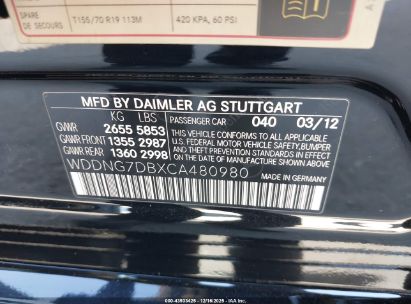 SPARE
DE SECOURS T155/70 R19 113M 420 KPA, 60 PSI
MFD BY DAIMLER AG STUTTGART
KG LBS PASSENGER CAR 040 03/12
GVWR 2655 5853
GAWR FRONT 1355 2987
GAWR REAR 1360 2998
THIS VEHICLE CONFORMS TO ALL APPLICABLE
U.S. FEDERAL MOTOR VEHICLE SAFETY, BUMPER
AND THEFT PREVENTION STANDARDS IN EFFECT
ON THE DATE OF MANUFACTURE SHOWN ABOVE.
WDDNG7DBXCA480980
MADE IN GERMANY